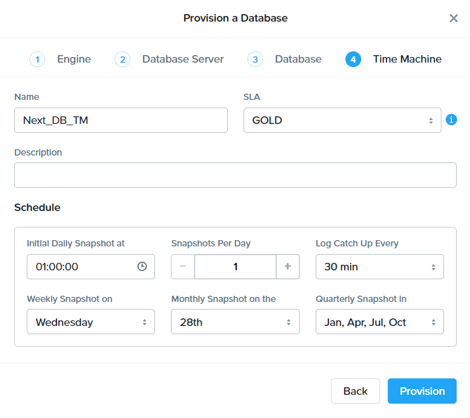 Provision a Database
1 Engine 2 Database Server 3 Database 4 Time Machine
Name SLA
Next_DB_TM GOLD
Description
Schedule
Initial Daily Snapshot at Snapshots Per Day Log Catch Up Every
01:00:00 1 30 min
Weekly Snapshot on Monthly Snapshot on the Quarterly Snapshot In
Wednesday 28th Jan, Apr, Jul, Oct
Back Provision